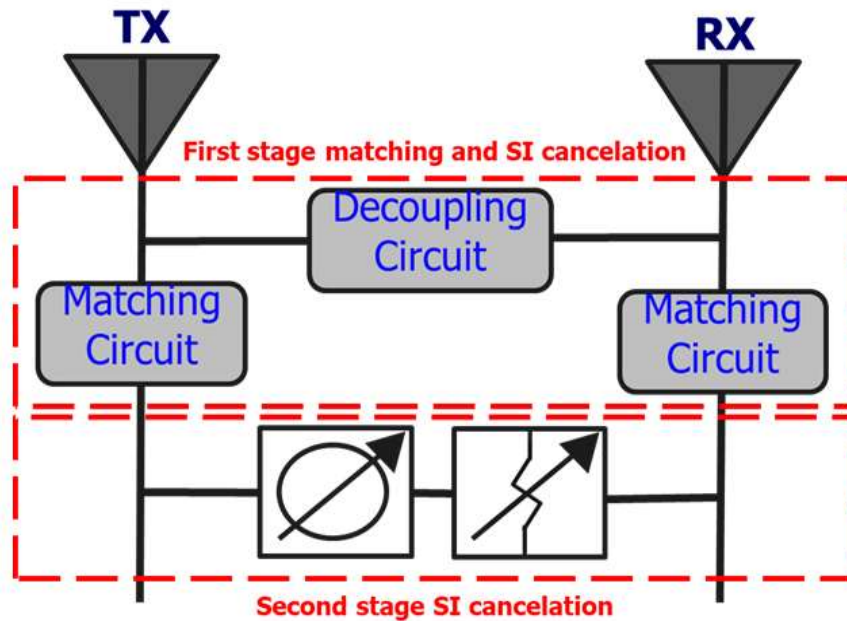 TX
RX
First stage matching and SI cancelation
Decoupling
Circuit
Matching
Circuit
Matching
Circuit
Second stage SI cancelation